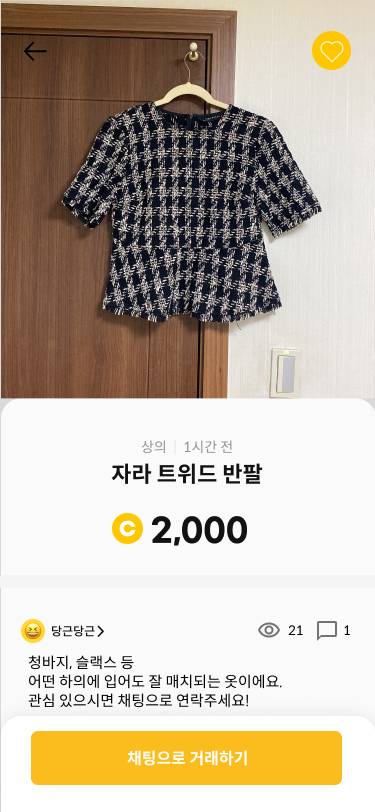 상의 | 1시간 전
자라 트위드 반팔
C 2,000
당근당근
21
1
청바지, 슬랙스 등
어떤 하의에 입어도 잘 매치되는 옷이에요.
관심 있으시면 채팅으로 연락주세요!
채팅으로 거래하기